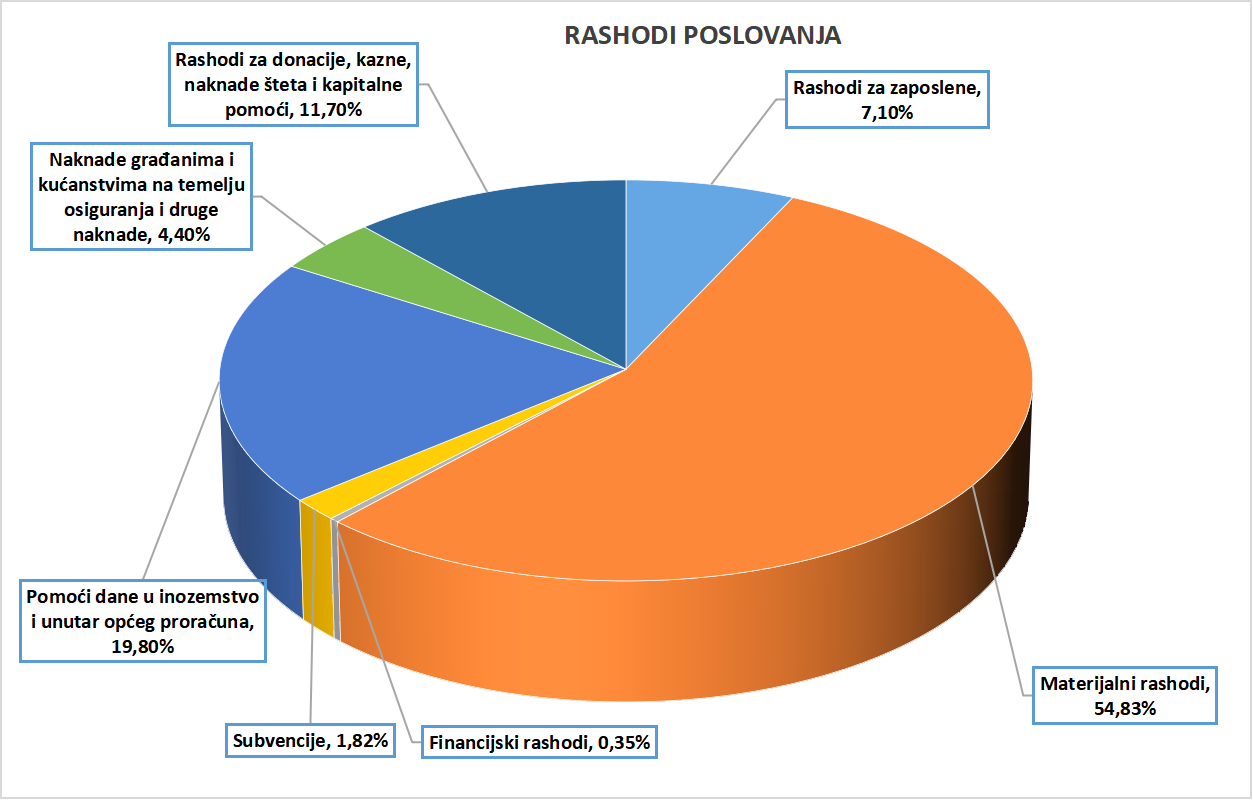 RASHODI POSLOVANJA
Rashodi za donacije, kazne,
naknade šteta i kapitalne
pomoći, 11,70%
Rashodi za zaposlene,
7,10%
Naknade građanima i
kućanstvima na temelju
osiguranja i druge
naknade, 4,40%
Pomoći dane u inozemstvo
i unutar općeg proračuna,
19,80%
Materijalni rashodi,
54,83%
Subvencije, 1,82%
Financijski rashodi, 0,35%